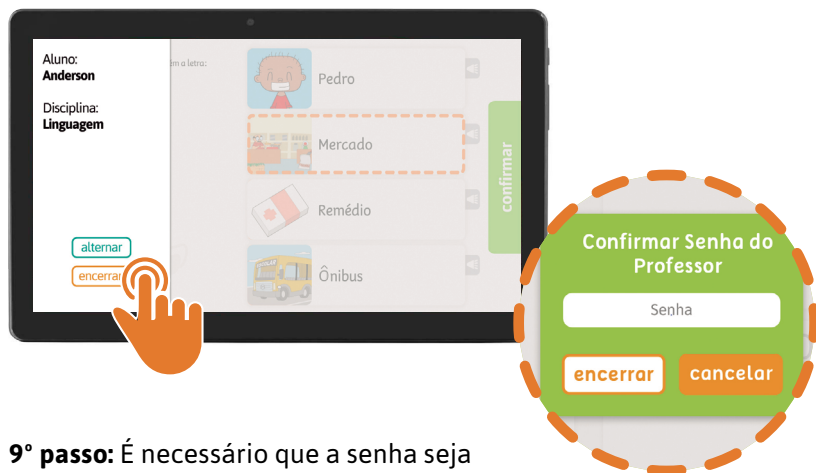 Aluno:
Anderson
Disciplina:
Linguagem
alternar
encerrar
m a letra:
Pedro
Mercado
Remédio
Ônibus
confirmar
Confirmar Senha do
Professor
Senha
encerrar
cancelar
9º passo: É necessário que a senha seja